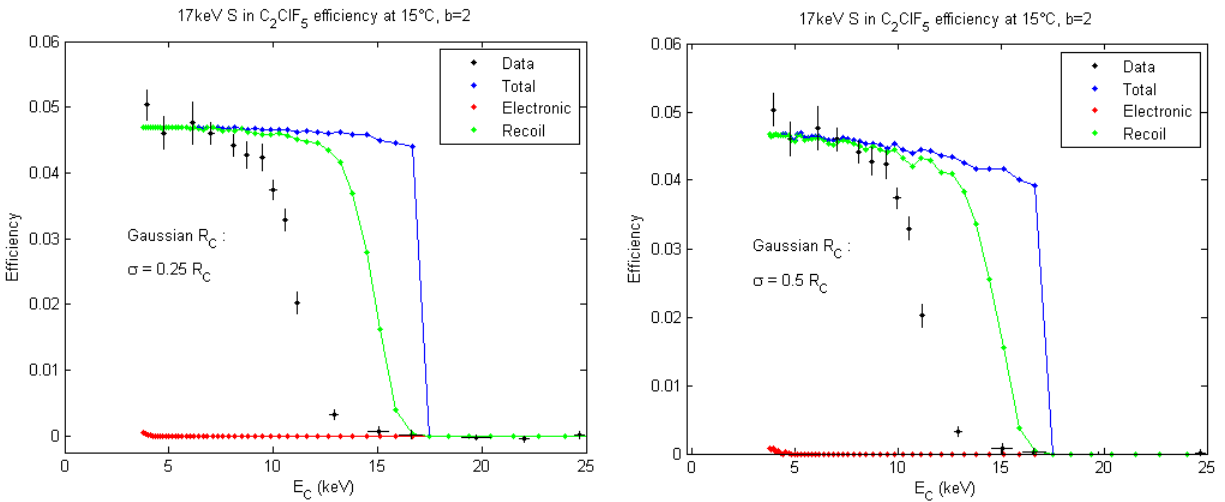 17keV S in C2ClF5 efficiency at 15°C, b=2
0.06
0.05
0.04
0.03
0.02
0.01
0
Efficiency
Data
Total
Electronic
Recoil
Gaussian RC :
σ = 0.25 RC
0 5 10 15 20 25
EC (keV)
17keV S in C2ClF5 efficiency at 15°C, b=2
0.06
0.05
0.04
0.03
0.02
0.01
0
Efficiency
Data
Total
Electronic
Recoil
Gaussian RC :
σ = 0.5 RC
0 5 10 15 20 25
EC (keV)